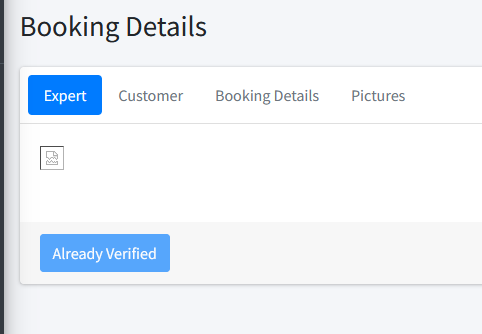 Booking Details
Expert Customer Booking Details Pictures
Already Verified